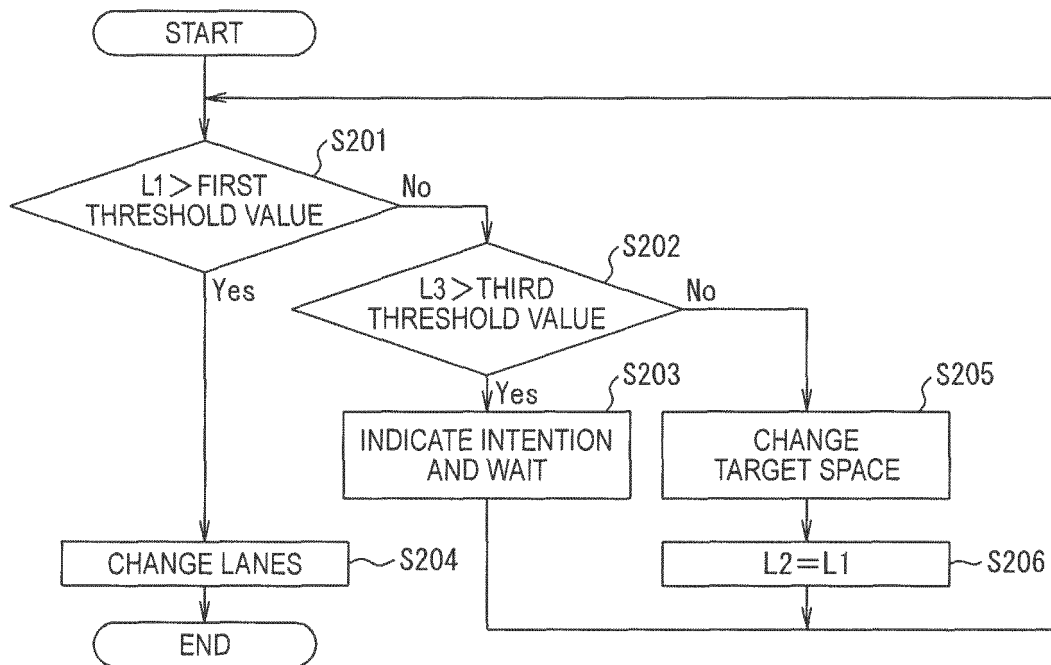 START
S201
L1>FIRST
THRESHOLD VALUE
No
S202
Yes
L3>THIRD
THRESHOLD VALUE
No
S203
Yes
S205
INDICATE INTENTION
AND WAIT
CHANGE
TARGET SPACE
CHANGE LANES
S204
L2=L1
S206
END